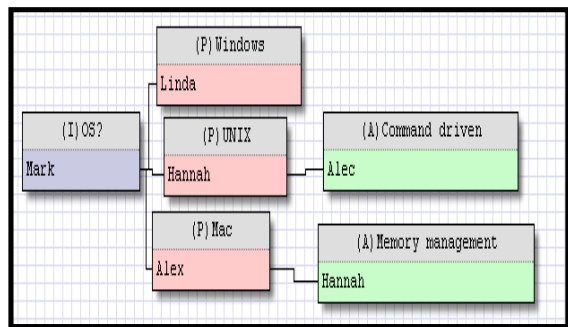 (P)Windows
Linda
(I)OS?
Mark
(P)UNIX
Hannah
(A)Command driven
Alec
(P)Mac
Alex
(A)Memory management
Hannah